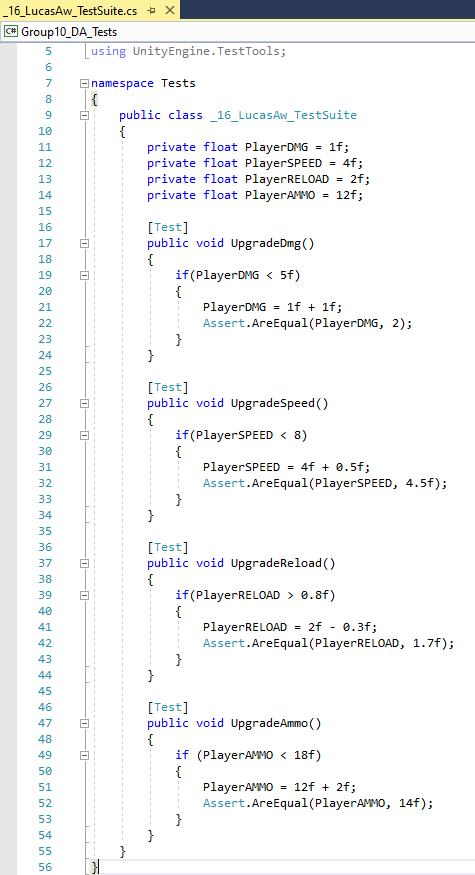 _16_LucasAw_TestSuite.cs
C# Group10_DA_Tests
5 using UnityEngine.TestTools;
6
7 namespace Tests
8 {
9 public class _16_LucasAw_TestSuite
10 {
11 private float PlayerDMG = 1f;
12 private float PlayerSPEED = 4f;
13 private float PlayerRELOAD = 2f;
14 private float PlayerAMMO = 12f;
15
16 [Test]
17 public void UpgradeDmg()
18 {
19 if(PlayerDMG < 5f)
20 {
21 PlayerDMG = 1f + 1f;
22 Assert.AreEqual(PlayerDMG, 2);
23 }
24 }
25
26 [Test]
27 public void UpgradeSpeed()
28 {
29 if(PlayerSPEED < 8)
30 {
31 PlayerSPEED = 4f + 0.5f;
32 Assert.AreEqual(PlayerSPEED, 4.5f);
33 }
34 }
35
36 [Test]
37 public void UpgradeReload()
38 {
39 if(PlayerRELOAD > 0.8f)
40 {
41 PlayerRELOAD = 2f - 0.3f;
42 Assert.AreEqual(PlayerRELOAD, 1.7f);
43 }
44 }
45
46 [Test]
47 public void UpgradeAmmo()
48 {
49 if (PlayerAMMO < 18f)
50 {
51 PlayerAMMO = 12f + 2f;
52 Assert.AreEqual(PlayerAMMO, 14f);
53 }
54 }
55 }
56 }